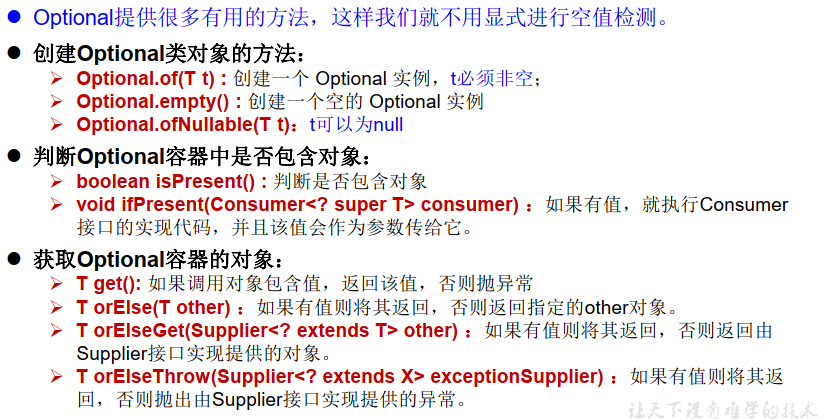 Optional提供很多有用的方法，这样我们就不用显式进行空值检测。
创建Optional类对象的方法：
Optional.of(T t) : 创建一个 Optional 实例，t必须非空；
Optional.empty() : 创建一个空的 Optional 实例
Optional.ofNullable(T t)：t可以为null
判断Optional容器中是否包含对象：
boolean isPresent() : 判断是否包含对象
void ifPresent(Consumer<? super T> consumer) ：如果有值，就执行Consumer
接口的实现代码，并且该值会作为参数传给它。
获取Optional容器的对象：
T get(): 如果调用对象包含值，返回该值，否则抛异常
T orElse(T other) ：如果有值则将其返回，否则返回指定的other对象。
T orElseGet(Supplier<? extends T> other) ：如果有值则将其返回，否则返回由
Supplier接口实现提供的对象。
T orElseThrow(Supplier<? extends X> exceptionSupplier) ：如果有值则将其返
回，否则抛出由Supplier接口实现提供的异常。
让天下没有难学的技术